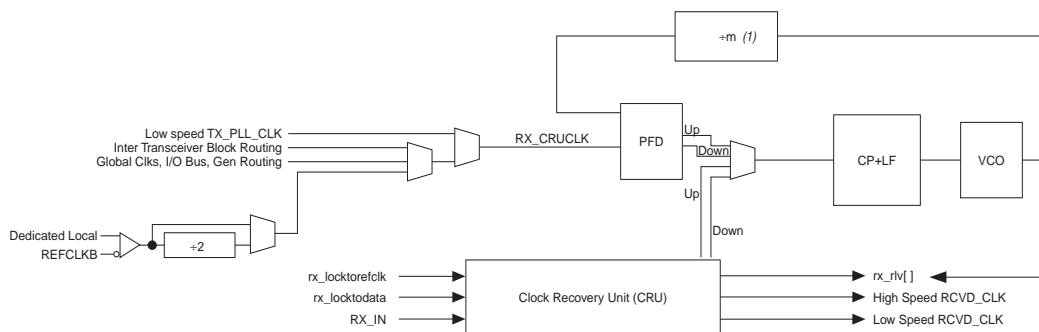 ÷m (1)
Low speed TX_PLL_CLK
Inter Transceiver Block Routing
Global Clks, I/O Bus, Gen Routing
RX_CRUCLK
PFD
Up
Down
CP+LF
VCO
Up
Down
Dedicated Local
REFCLKB
÷2
rx_locktorefclk
rx_locktodata
RX_IN
Clock Recovery Unit (CRU)
rx_rlv[ ]
High Speed RCVD_CLK
Low Speed RCVD_CLK